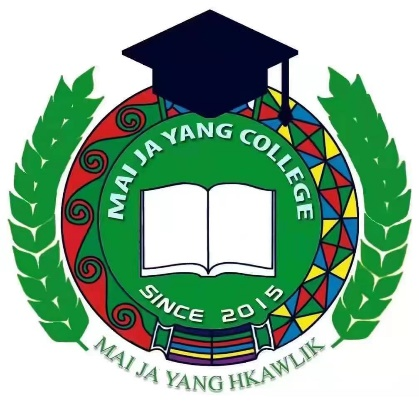 MAI JA YANG COLLEGE
SINCE 2015
MAI JA YANG HKAWLIK